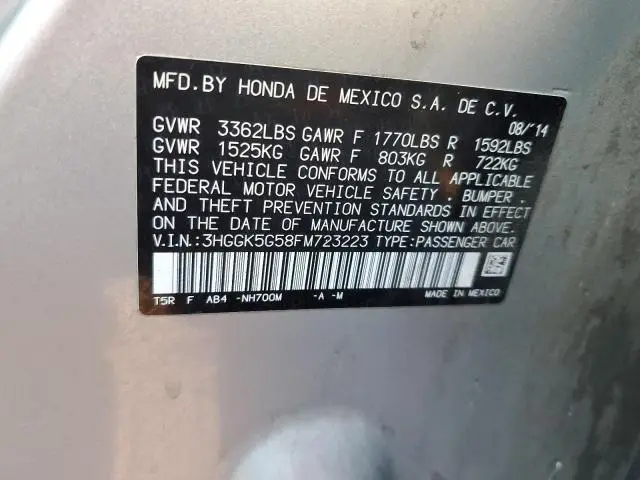 MFD.BY HONDA DE MEXICO S.A. DE C.V.
08/'14
GVWR 3362LBS GAWR F 1770LBS R 1592LBS
GVWR 1525KG GAWR F 803KG R 722KG
THIS VEHICLE CONFORMS TO ALL APPLICABLE
FEDERAL MOTOR VEHICLE SAFETY , BUMPER ,
AND THEFT PREVENTION STANDARDS IN EFFECT
ON THE DATE OF MANUFACTURE SHOWN ABOVE.
V.I.N.:3HGGK5G58FM723223 TYPE:PASSENGER CAR
T5R F AB4 -NH700M -A -M MADE IN MEXICO